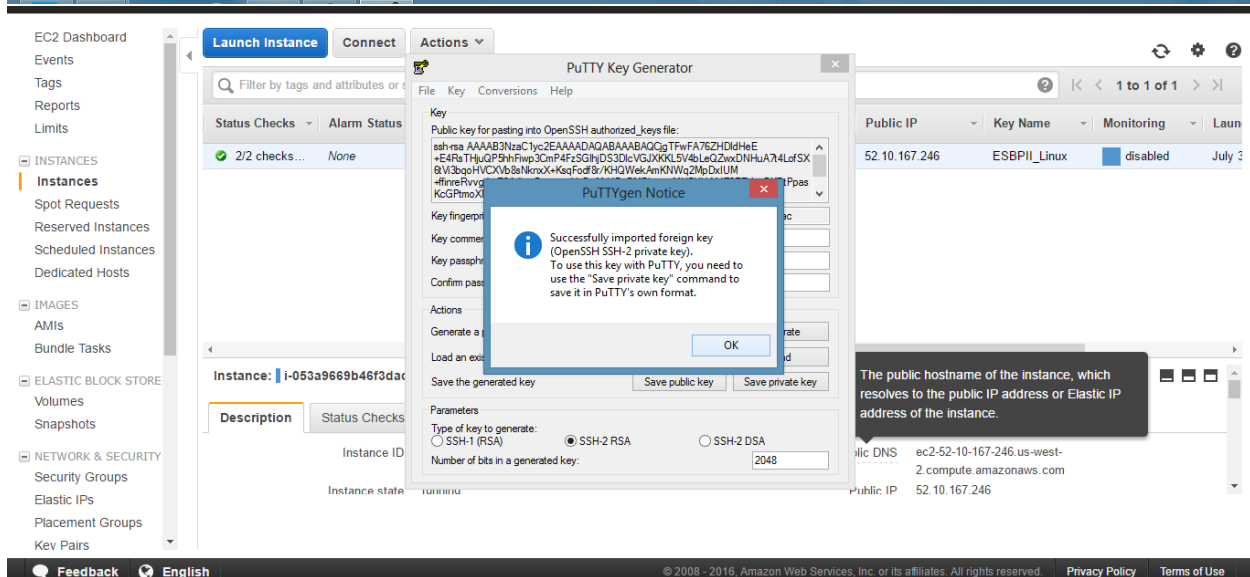 EC2 Dashboard
Events
Tags
Reports
Limits
INSTANCES
Instances
Spot Requests
Reserved Instances
Scheduled Instances
Dedicated Hosts
IMAGES
AMIs
Bundle Tasks
ELASTIC BLOCK STORE
Volumes
Snapshots
NETWORK & SECURITY
Security Groups
Elastic IPs
Placement Groups
Key Pairs
Launch Instance Connect Actions
Filter by tags and attributes or
1 to 1 of 1
Status Checks Alarm Status Public IP Key Name Monitoring
2/2 checks... None 52.10.167.246 ESBPII_Linux disabled July
PuTTY Key Generator
File Key Conversions Help
Key
Public key for pasting into OpenSSH authorized_keys file:
Key passphr
Confirm pass
PuTTYgen Notice
Successfully imported foreign key
(OpenSSH SSH-2 private key).
To use this key with PuTTY, you need to
use the "Save private key" command to
save it in PuTTY's own format.
OK
Actions
Generate a
Load an exis
Save the generated key Save public key Save private key
Parameters
Type of key to generate:
SSH-1 (RSA) SSH-2 RSA SSH-2 DSA
Number of bits in a generated key: 2048
Instance: i-053a9669b46f3dac
Description Status Checks
Instance ID
Instance state running
The public hostname of the instance, which
resolves to the public IP address or Elastic IP
address of the instance.
DNS ec2-52-10-167-246.us-west-
2.compute.amazonaws.com
Public IP 52.10.167.246
Feedback English
© 2008 - 2016, Amazon Web Services, Inc. or its affiliates. All rights reserved. Privacy Policy Terms of Use